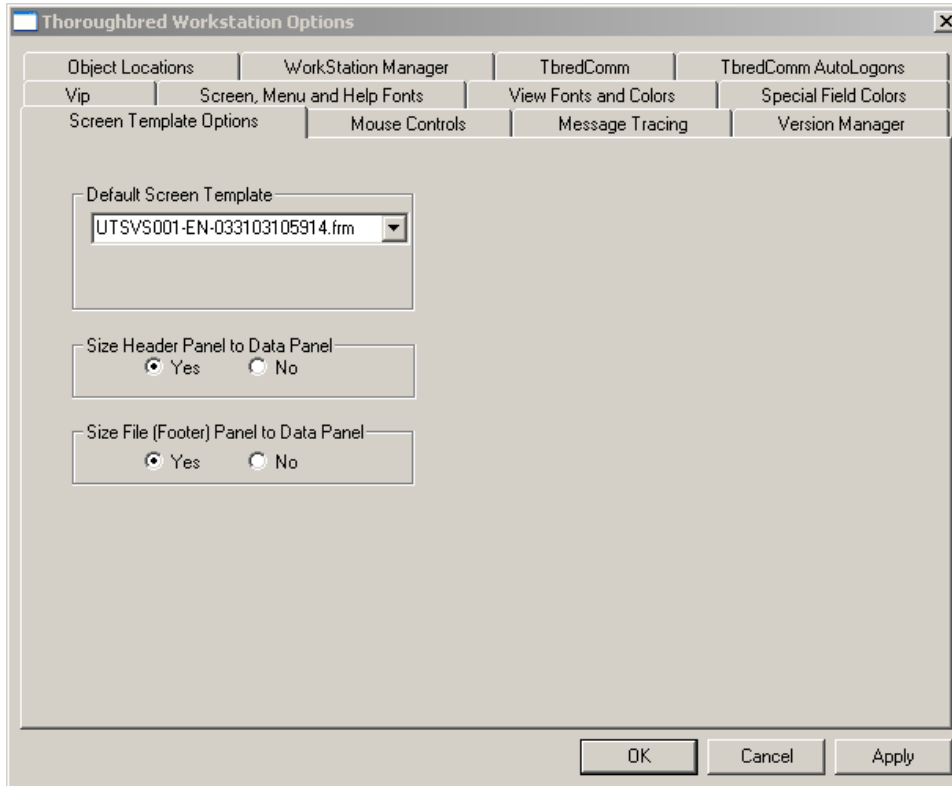 Thoroughbred Workstation Options
Object Locations WorkStation Manager TbredComm TbredComm AutoLogons
Vip Screen, Menu and Help Fonts View Fonts and Colors Special Field Colors
Screen Template Options Mouse Controls Message Tracing Version Manager
Default Screen Template
UTSVS001-EN-033103105914.frm
Size Header Panel to Data Panel
Yes No
Size File (Footer) Panel to Data Panel
Yes No
OK Cancel Apply